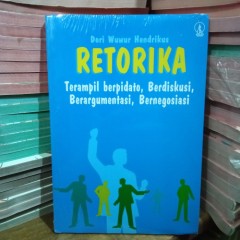 Dori Wuwur Hendrikus
RETORIKA
Terampil berpidato, Berdiskusi,
Berargumentasi, Bernegosiasi